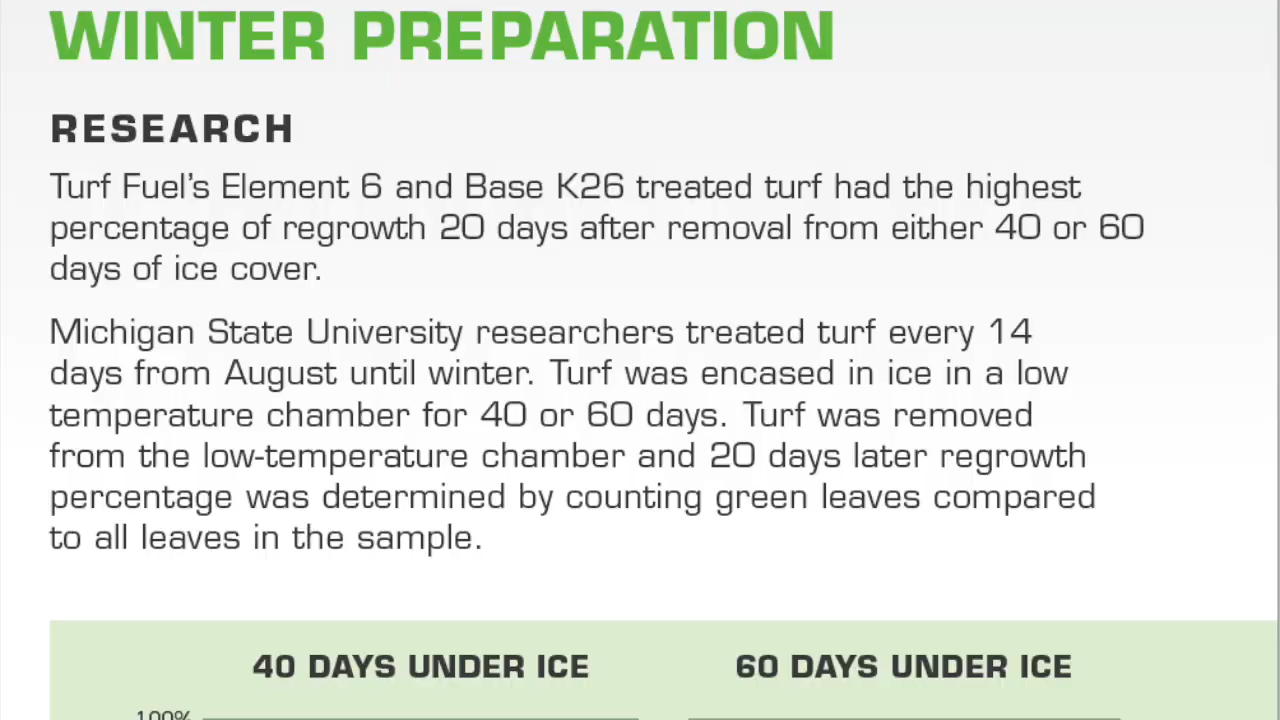 WINTER PREPARATION
RESEARCH
Turf Fuel’s Element 6 and Base K26 treated turf had the highest
percentage of regrowth 20 days after removal from either 40 or 60
days of ice cover.
Michigan State University researchers treated turf every 14
days from August until winter. Turf was encased in ice in a low
temperature chamber for 40 or 60 days. Turf was removed
from the low-temperature chamber and 20 days later regrowth
percentage was determined by counting green leaves compared
to all leaves in the sample.
40 DAYS UNDER ICE
60 DAYS UNDER ICE
100%